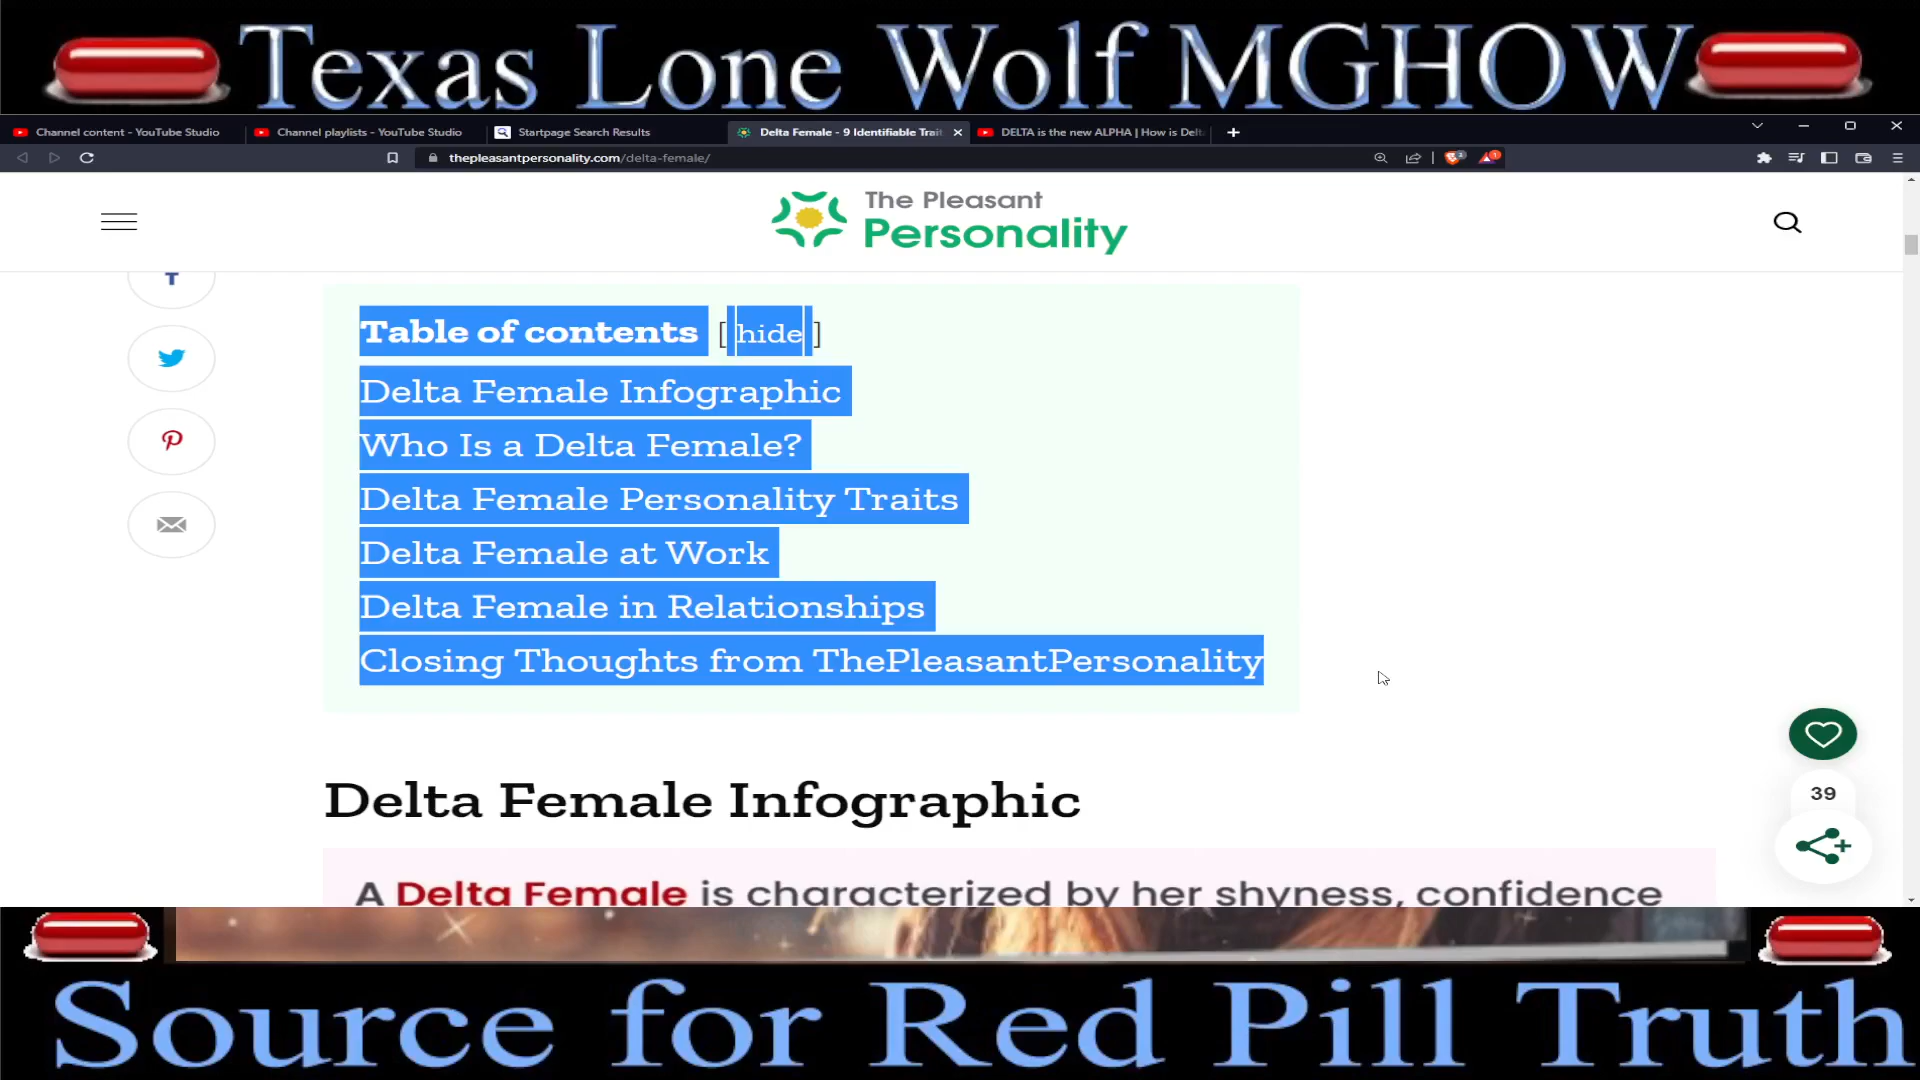 Texas Lone Wolf MGHOW
Channel content - YouTube Studio
Channel playlists - YouTube Studio
Startpage Search Results
Delta Female - 9 Identifiable Trait
DELTA is the new ALPHA | How is Delt
thepleasantpersonality.com/delta-female/
The Pleasant
Personality
Table of contents [ hide ]
Delta Female Infographic
Who Is a Delta Female?
Delta Female Personality Traits
Delta Female at Work
Delta Female in Relationships
Closing Thoughts from ThePleasantPersonality
39
Delta Female Infographic
A Delta Female is characterized by her shyness, confidence
Source for Red Pill Truth